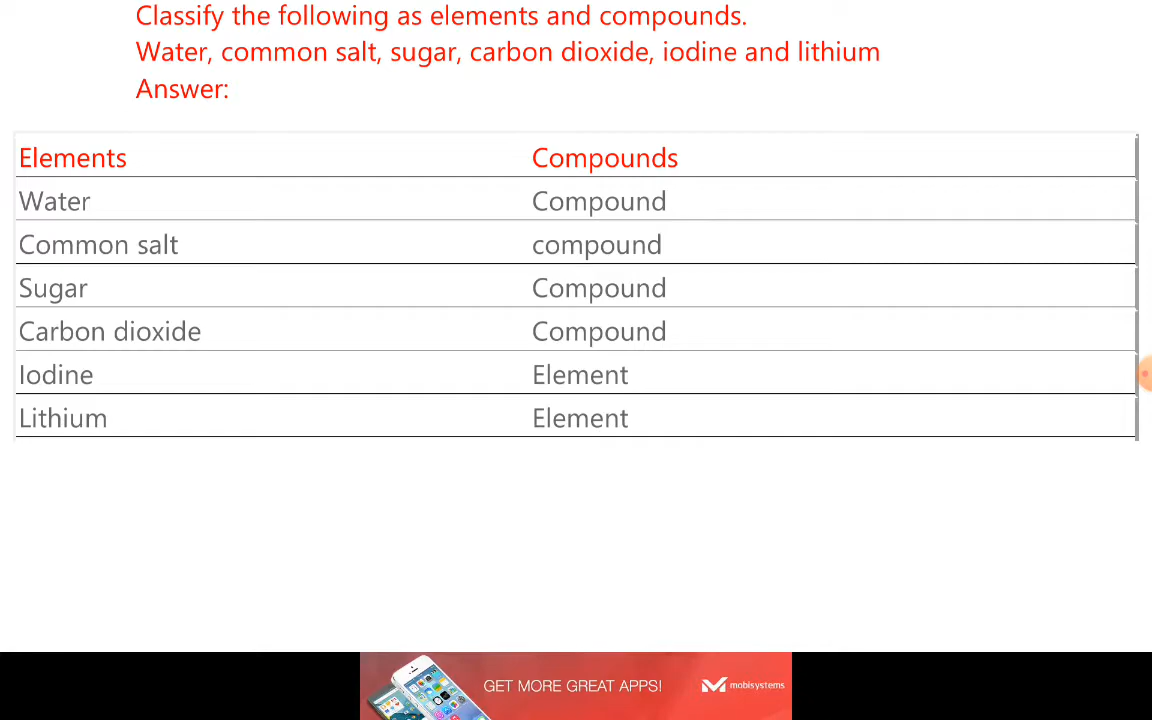 Classify the following as elements and compounds.
Water, common salt, sugar, carbon dioxide, iodine and lithium
Answer:
Elements Compounds
Water Compound
Common salt compound
Sugar Compound
Carbon dioxide Compound
Iodine Element
Lithium Element
GET MORE GREAT APPS! mobisystems